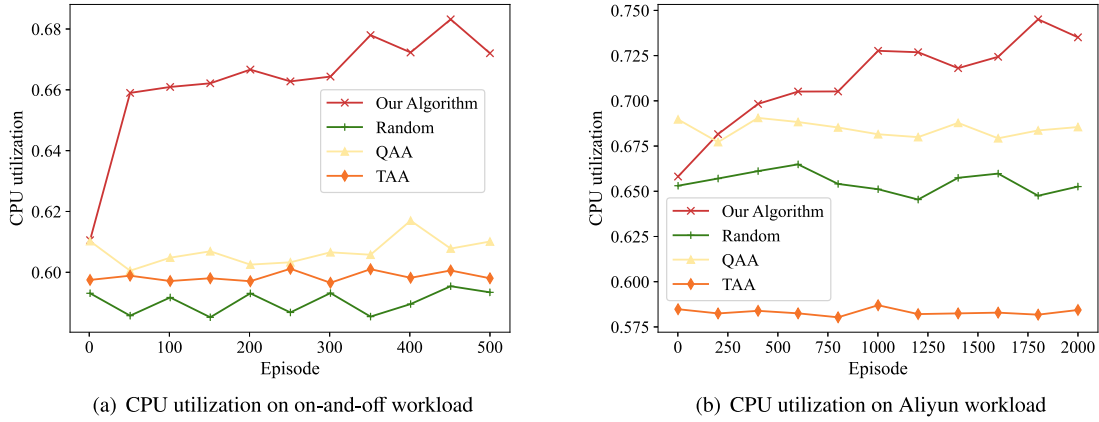 0.68
0.66
0.64
0.62
0.60
CPU utilization
Our Algorithm
Random
QAA
TAA
0 100 200 300 400 500
Episode
(a) CPU utilization on on-and-off workload
0.750
0.725
0.700
0.675
0.650
0.625
0.600
0.575
CPU utilization
Our Algorithm
Random
QAA
TAA
0 250 500 750 1000 1250 1500 1750 2000
Episode
(b) CPU utilization on Aliyun workload